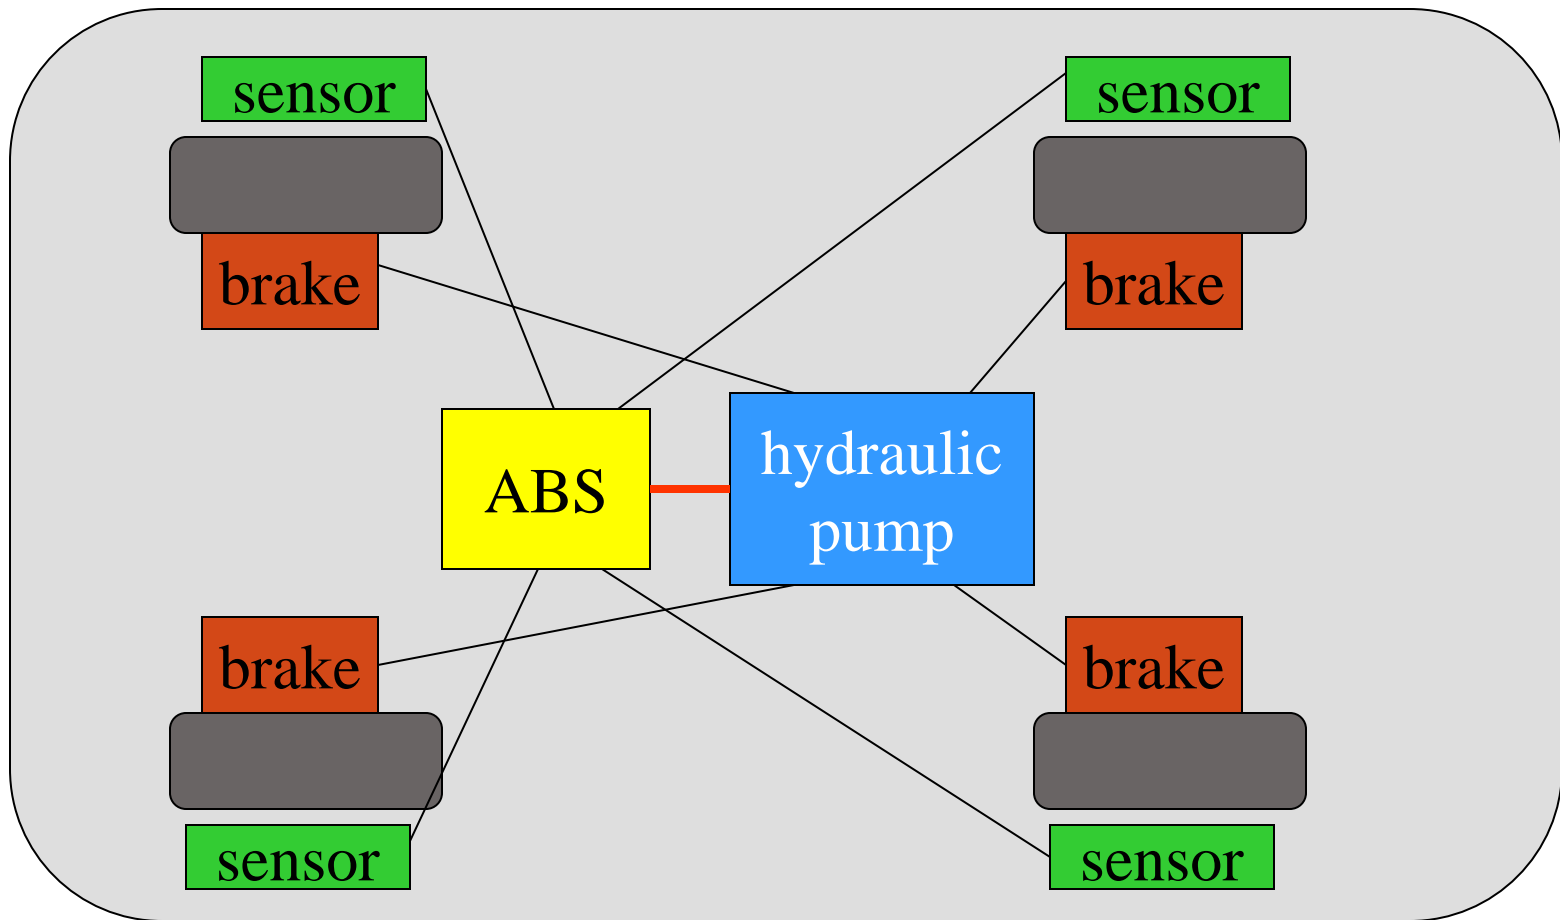 sensor
sensor
brake
brake
ABS
hydraulic
pump
brake
brake
sensor
sensor